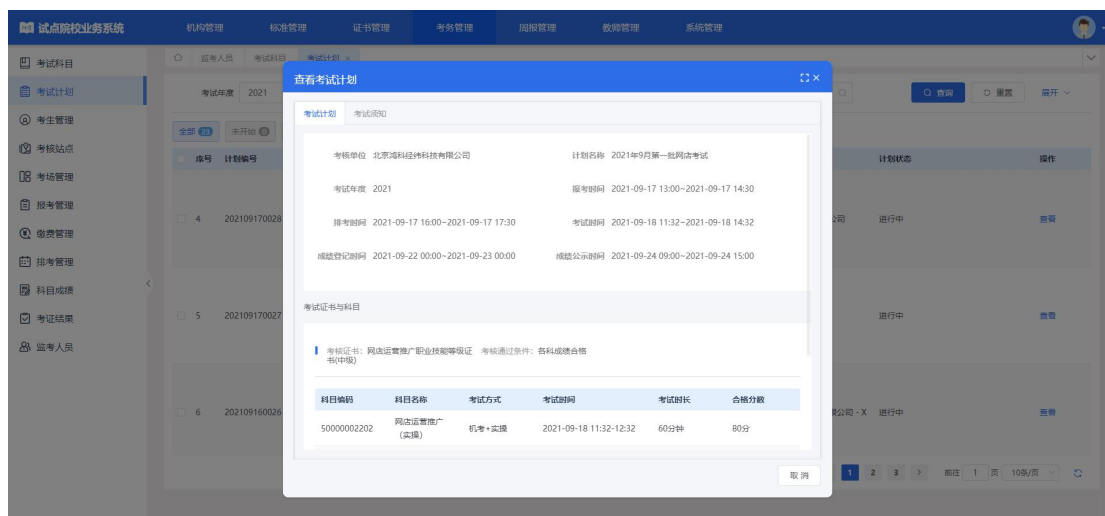 试点院校业务系统 机构管理 标准管理 证书管理 考务管理 周报管理 教师管理 系统管理
考试科目
考试计划
考生管理
考核站点
考场管理
报考管理
缴费管理
排考管理
科目成绩
考证结果
监考人员
监考人员 考试科目 考试计划 ×
考试年度 2021 查询 重置 展开
全部 23 未开始 0
序号 计划编号 计划状态 操作
4 202109170028 公司 进行中 查看
5 202109170027 进行中 查看
6 202109160026 限公司 - X 进行中 查看
查看考试计划
考试计划 考试须知
考核单位 北京鸿科经纬科技有限公司 计划名称 2021年9月第一批网店考试
考试年度 2021 报考时间 2021-09-17 13:00~2021-09-17 14:30
排考时间 2021-09-17 16:00~2021-09-17 17:30 考试时间 2021-09-18 11:32~2021-09-18 14:32
成绩登记时间 2021-09-22 00:00~2021-09-23 00:00 成绩公示时间 2021-09-24 09:00~2021-09-24 15:00
考试证书与科目
考核证书: 网店运营推广职业技能等级证 考核通过条件: 各科成绩合格
书(中级)
科目编码 科目名称 考试方式 考试时间 考试时长 合格分数
50000002202 网店运营推广 机考+实操 2021-09-18 11:32-12:32 60分钟 80分
(实操)
取消
1 2 3 > 前往 1 页 10条/页